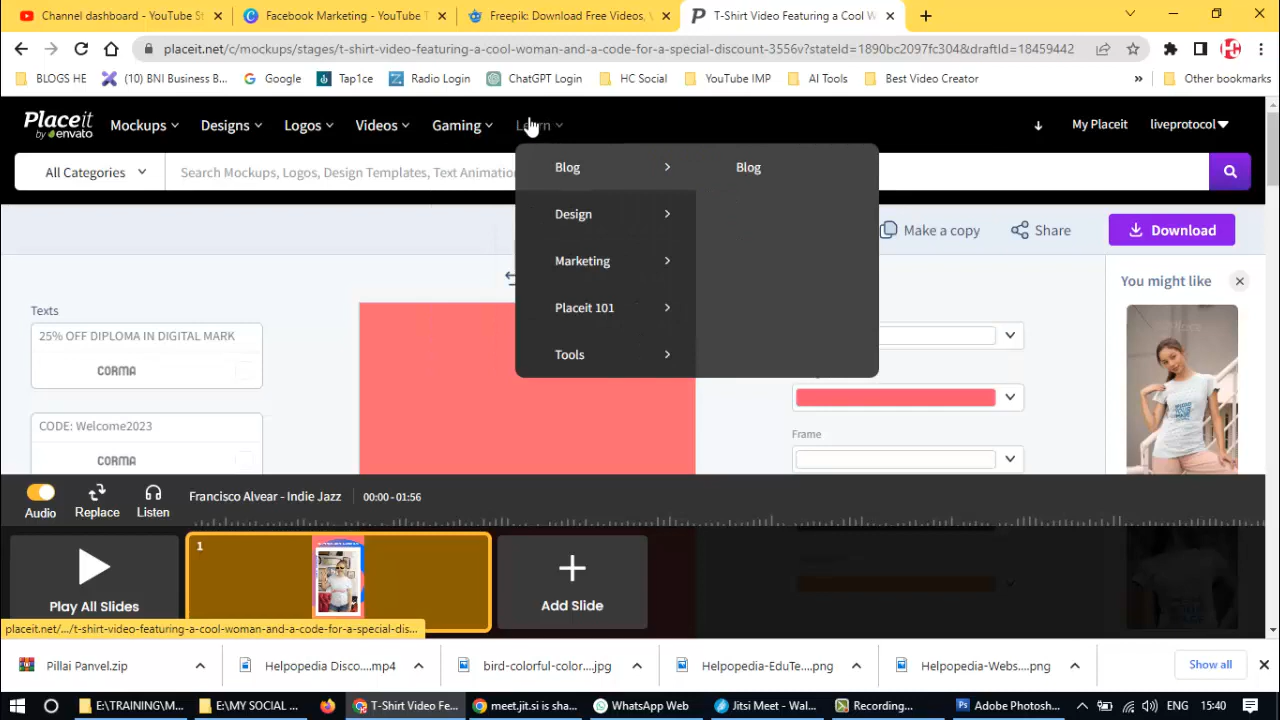 Channel dashboard - YouTube St
Facebook Marketing - YouTube T
Freepik: Download Free Videos, V
T-Shirt Video Featuring a Cool W
placeit.net/c/mockups/stages/t-shirt-video-featuring-a-cool-woman-and-a-code-for-a-special-discount-3556v?stateId=1890bc2097fc304&draftId=18459442
BLOGS HE
(10) BNI Business B...
Google
Tap1ce
Radio Login
ChatGPT Login
HC Social
YouTube IMP
AI Tools
Best Video Creator
»
Other bookmarks
Placeit
by envato
Mockups
Designs
Logos
Videos
Gaming
Learn
My Placeit
liveprotocol
All Categories
Search Mockups, Logos, Design Templates, Text Animation
Blog
Blog
Design
Marketing
Placeit 101
Tools
Make a copy
Share
Download
Texts
25% OFF DIPLOMA IN DIGITAL MARK
CORMA
CODE: Welcome2023
CORMA
Frame
You might like
Audio
Replace
Listen
Francisco Alvear - Indie Jazz
00:00 - 01:56
Play All Slides
1
Add Slide
placeit.net/.../t-shirt-video-featuring-a-cool-woman-and-a-code-for-a-special-dis...
Pillai Panvel.zip
Helpopedia Disco....mp4
bird-colorful-color....jpg
Helpopedia-EduTe....png
Helpopedia-Webs....png
Show all
E:\TRAINING\M...
E:\MY SOCIAL ...
T-Shirt Video Fe...
meet.jit.si is sha...
WhatsApp Web
Jitsi Meet - Wal...
Recording...
Adobe Photosh...
ENG
15:40